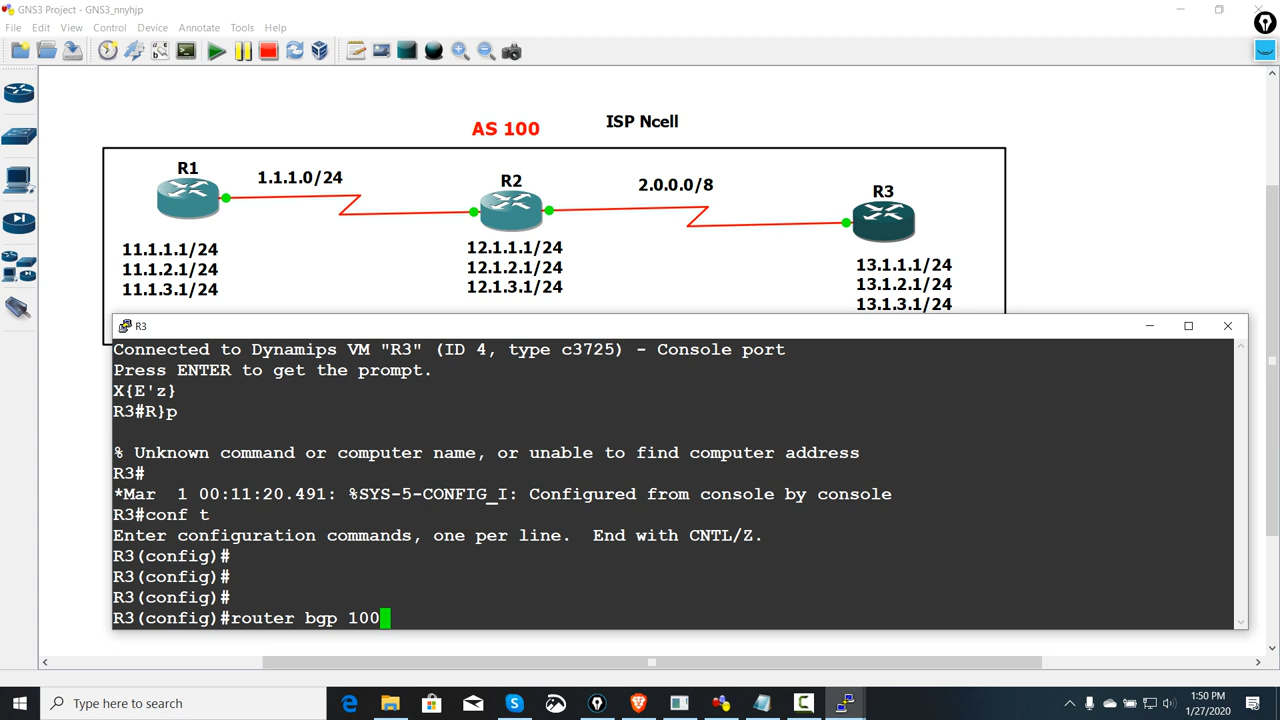 GNS3 Project - GNS3_nnyhjp
File Edit View Control Device Annotate Tools Help
AS 100
ISP Ncell
R1
1.1.1.0/24
R2
2.0.0.0/8
R3
11.1.1.1/24
11.1.2.1/24
11.1.3.1/24
12.1.1.1/24
12.1.2.1/24
12.1.3.1/24
13.1.1.1/24
13.1.2.1/24
13.1.3.1/24
R3
Connected to Dynamips VM "R3" (ID 4, type c3725) - Console port
Press ENTER to get the prompt.
X{E'z}
R3#R}p
% Unknown command or computer name, or unable to find computer address
R3#
*Mar  1 00:11:20.491: %SYS-5-CONFIG_I: Configured from console by console
R3#conf t
Enter configuration commands, one per line.  End with CNTL/Z.
R3(config)#
R3(config)#
R3(config)#
R3(config)#router bgp 100
Type here to search
1:50 PM
1/27/2020